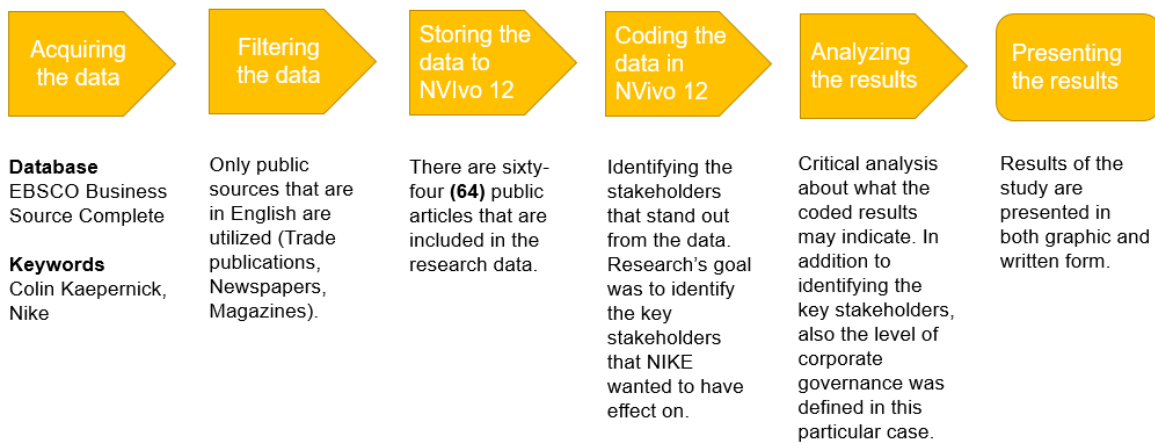 Acquiring
the data
Filtering
the data
Storing the
data to
NVIvo 12
Coding the
data in
NVivo 12
Analyzing
the results
Presenting
the results
Database
EBSCO Business
Source Complete
Keywords
Colin Kaepernick,
Nike
Only public
sources that are
in English are
utilized (Trade
publications,
Newspapers,
Magazines).
There are sixty-
four (64) public
articles that are
included in the
research data.
Identifying the
stakeholders
that stand out
from the data.
Research’s goal
was to identify
the key
stakeholders
that NIKE
wanted to have
effect on.
Critical analysis
about what the
coded results
may indicate. In
addition to
identifying the
key stakeholders,
also the level of
corporate
governance was
defined in this
particular case.
Results of the
study are
presented in
both graphic and
written form.